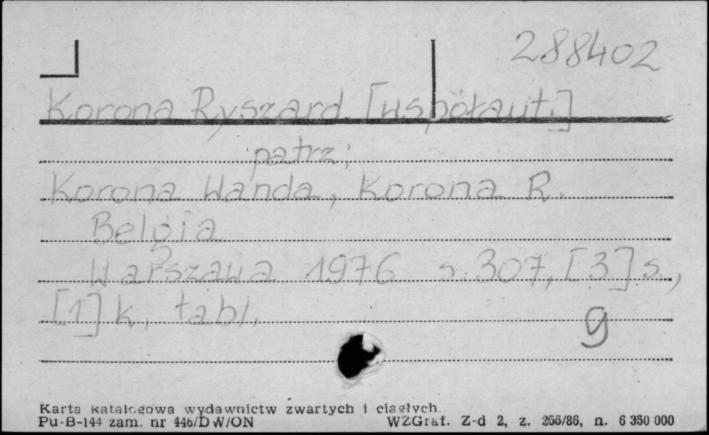 288402
Korona Ryszard [współaut.]
patrz:
Korona Wanda, Korona R.
Belgia
Warszawa 1976 s. 307, [3] s.,
[1] k. tabl.
g
Karta katalogowa wydawnictw zwartych i ciągłych.
Pu-B-144 zam. nr 446/DW/ON WZGraf. Z-d 2, z. 256/86, n. 6 350 000